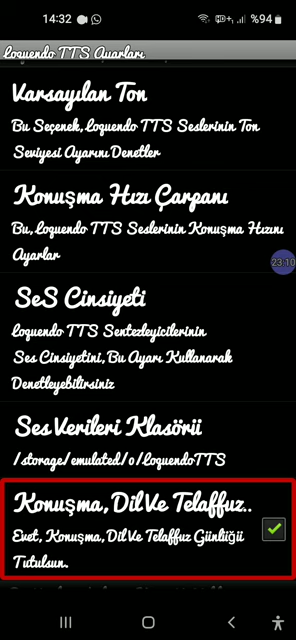 14:32
%94
Loquendo TTS Ayarları
Varsayılan Ton
Bu Seçenek, Loquendo TTS Seslerinin Ton
Seviyesi Ayarını Denetler
Konuşma Hızı Çarpanı
Bu, Loquendo TTS Seslerinin Konuşma Hızını
Ayarlar
23:10
SeS Cinsiyeti
Loquendo TTS Sentezleyicilerinin
Ses Cinsiyetini, Bu Ayarı Kullanarak
Denetleyebilirsiniz
Ses Verileri Klasörü
/storage/emulated/0/LoquendoTTS
Konuşma, Dil Ve Telaffuz..
Evet, Konuşma, Dil Ve Telaffuz Günlüğü
Tutulsun.